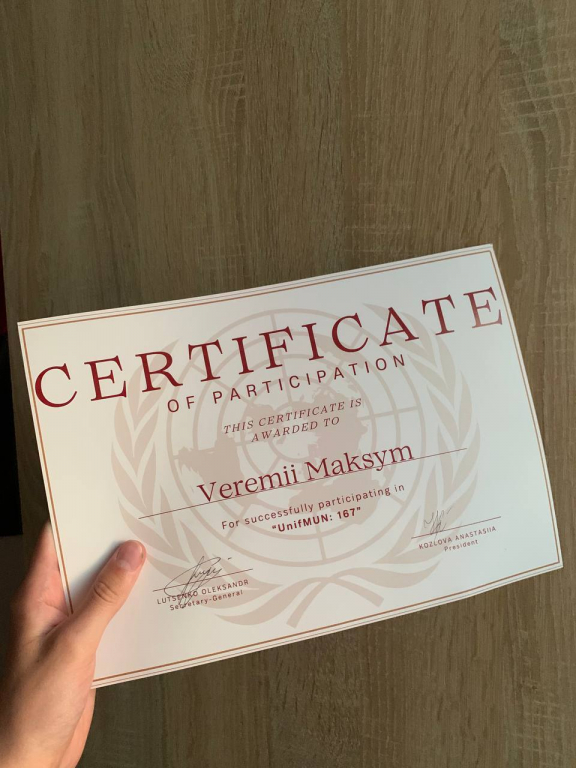 CERTIFICATE
OF PARTICIPATION
THIS CERTIFICATE IS
AWARDED TO
Veremii Maksym
For successfully participating in
"UnifMUN: 167"
LUTSENKO OLEKSANDR
Secretary-General
KOZLOVA ANASTASIIA
President